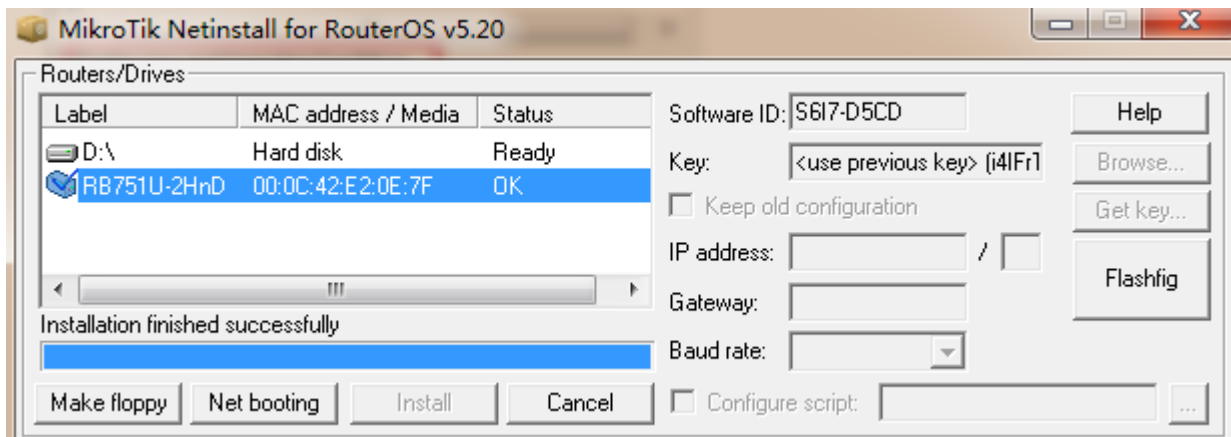 MikroTik Netinstall for RouterOS v5.20
Routers/Drives
Label MAC address / Media Status
D:\ Hard disk Ready
RB751U-2HnD 00:0C:42:E2:0E:7F OK
Installation finished successfully
Make floppy Net booting Install Cancel
Software ID: S6I7-D5CD Help
Key: <use previous key> (i4IFr1 Browse...
Keep old configuration Get key...
IP address: /
Flashfig
Gateway:
Baud rate:
Configure script: ...